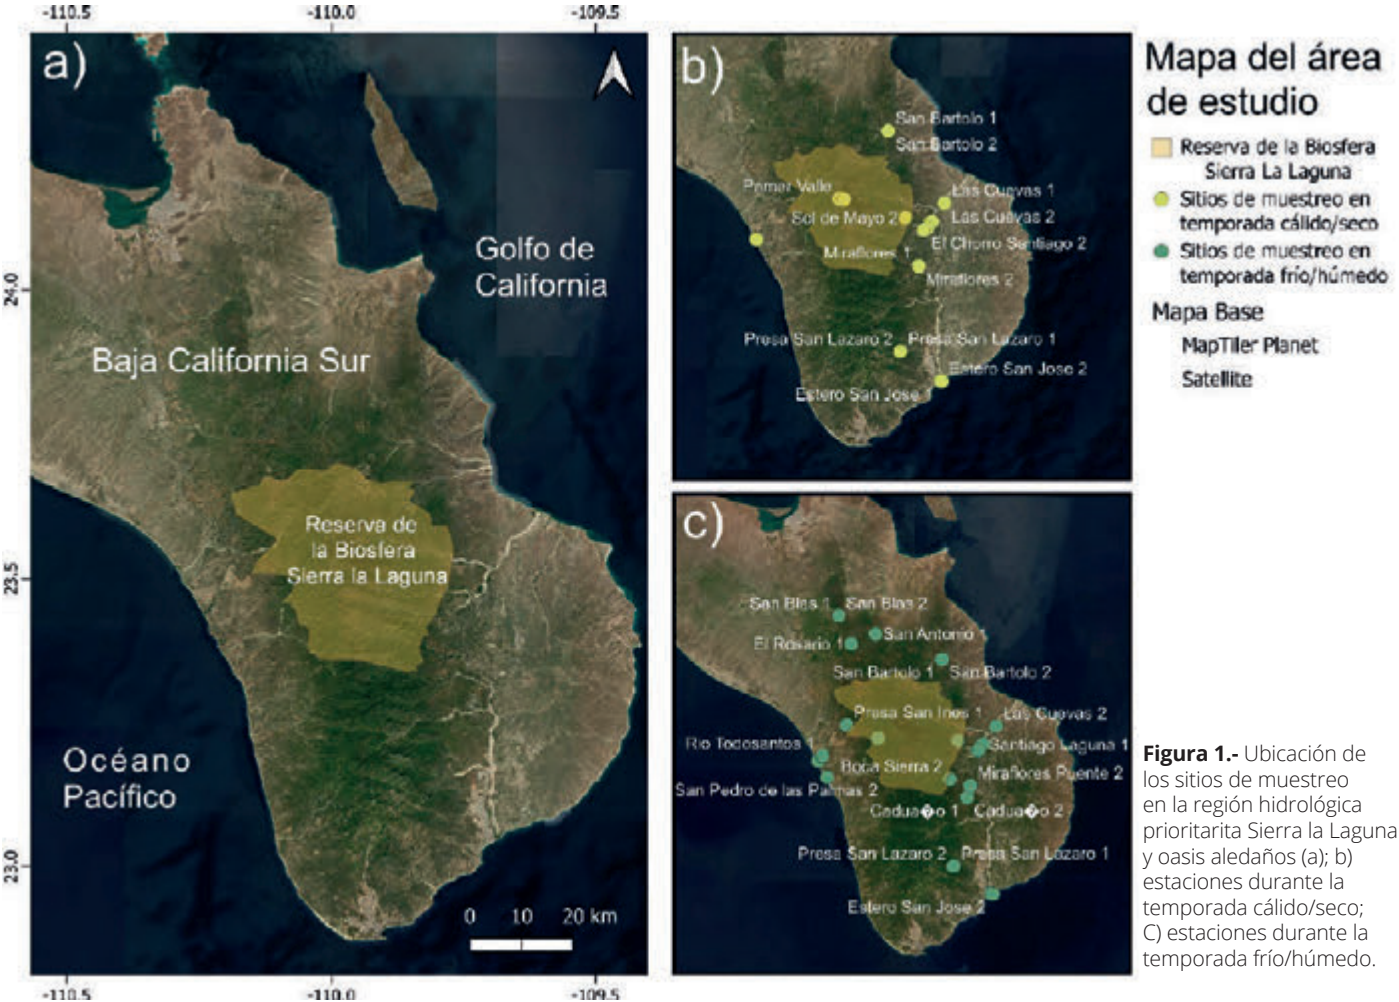 -110.5
-110.0
-109.5
a)
Golfo de
California
24.0
Baja California Sur
Reserva de
la Biosfera
Sierra la Laguna
23.5
Océano
Pacífico
23.0
0 10 20 km
-110.5
-110.0
-109.5
b)
San Bartolo 1
San Bartolo 2
Primer Valle
Las Cuevas 1
Sol de Mayo 2
Las Cuevas 2
El Chorro Santiago 2
Miraflores 1
Miraflores 2
Presa San Lazaro 2
Presa San Lazaro 1
Estero San Jose 2
Estero San Jose 1
c)
San Blas 1
San Blas 2
San Antonio 1
El Rosario 1
San Bartolo 1
San Bartolo 2
Presa San Ines 1
Las Cuevas 2
Rio Todosantos 1
Santiago Laguna 1
Boca Sierra 2
Miraflores Puente 2
San Pedro de las Palmas 2
Cadua�o 1
Cadua�o 2
Presa San Lazaro 2
Presa San Lazaro 1
Estero San Jose 2
Mapa del área
de estudio
Reserva de la Biosfera
Sierra La Laguna
Sitios de muestreo en
temporada cálido/seco
Sitios de muestreo en
temporada frío/húmedo
Mapa Base
MapTiler Planet
Satellite
Figura 1.- Ubicación de
los sitios de muestreo
en la región hidrológica
prioritarita Sierra la Laguna
y oasis aledaños (a); b)
estaciones durante la
temporada cálido/seco;
C) estaciones durante la
temporada frío/húmedo.